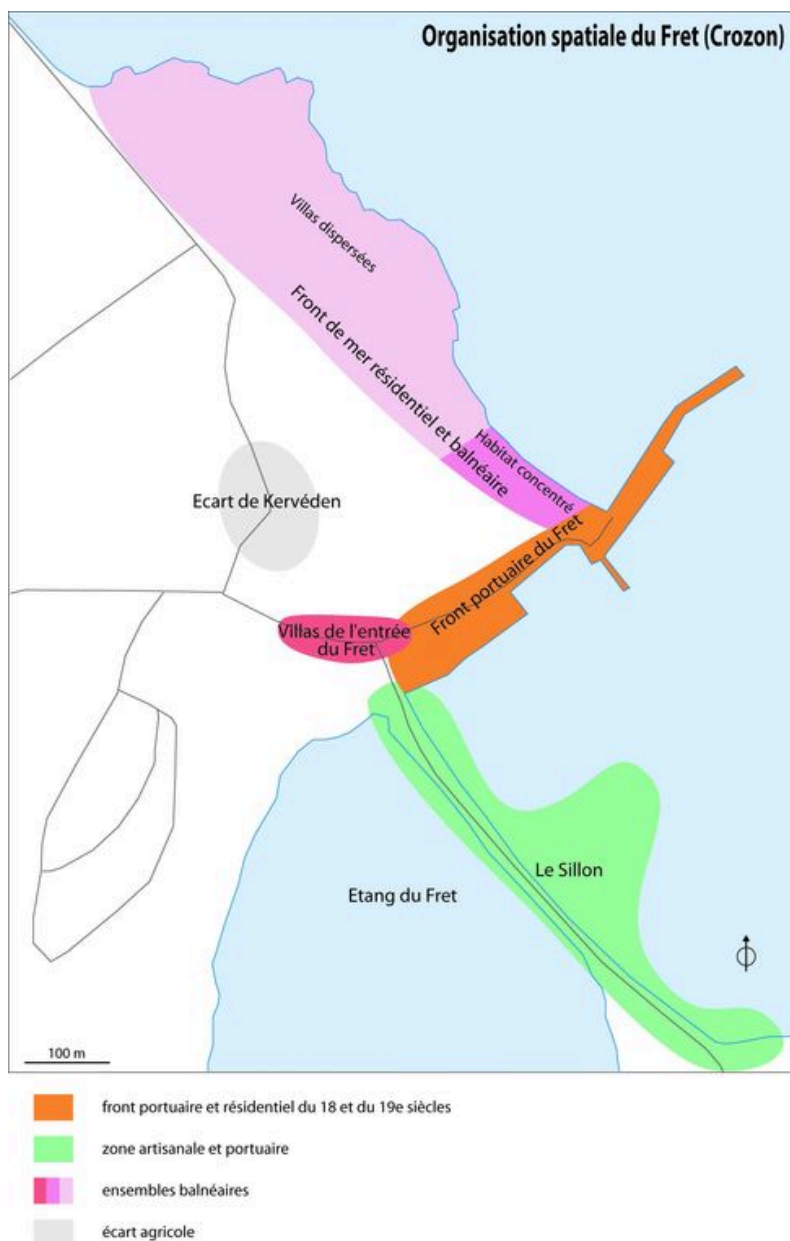 Organisation spatiale du Fret (Crozon)
Villas dispersées
Front de mer résidentiel et balnéaire
Habitat concentré
Ecart de Kervéden
Front portuaire du Fret
Villas de l'entrée
du Fret
Le Sillon
Etang du Fret
100 m
front portuaire et résidentiel du 18 et du 19e siècles
zone artisanale et portuaire
ensembles balnéaires
écart agricole